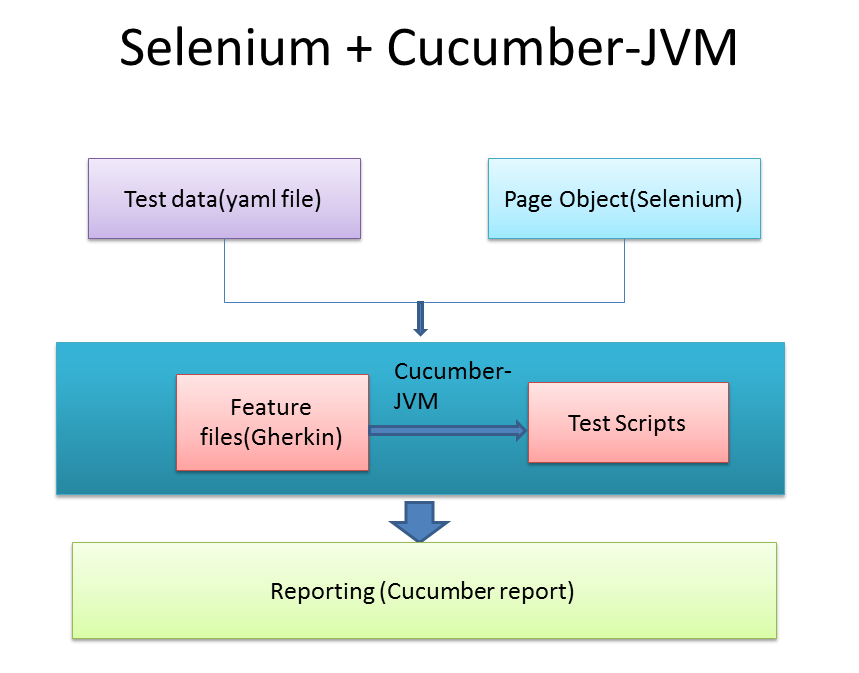 Selenium + Cucumber-JVM
Test data(yaml file)
Page Object(Selenium)
Cucumber-
JVM
Feature
files(Gherkin)
Test Scripts
Reporting (Cucumber report)